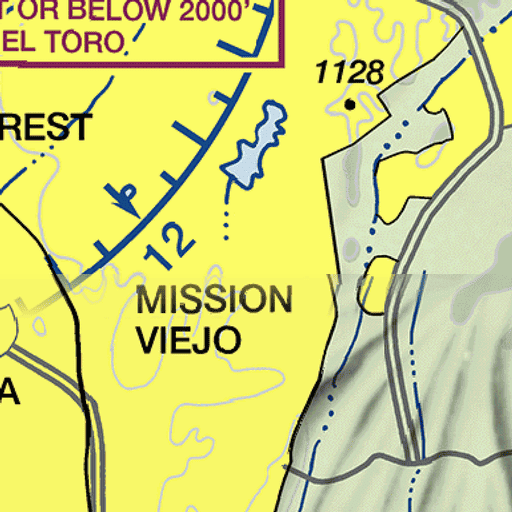 T OR BELOW 2000'
EL TORO
1128
REST
12
MISSION
VIEJO
A